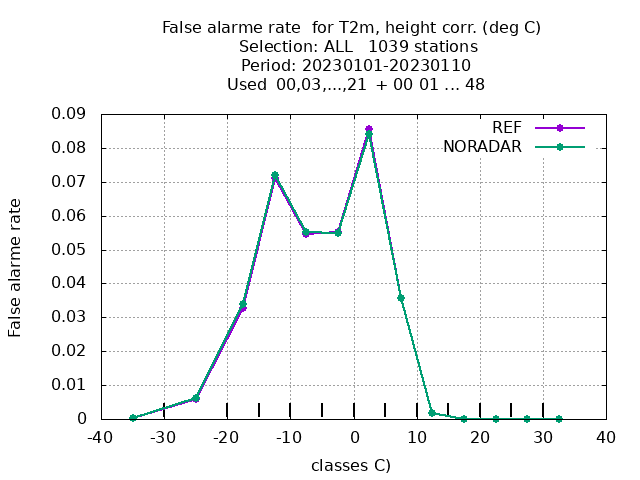 False alarme rate  for T2m, height corr. (deg C)
Selection: ALL   1039 stations
Period: 20230101-20230110
Used  00,03,...,21  + 00 01 ... 48
REF
NORADAR
False alarme rate
0.09
0.08
0.07
0.06
0.05
0.04
0.03
0.02
0.01
0
-40 -30 -20 -10 0 10 20 30 40
classes C)